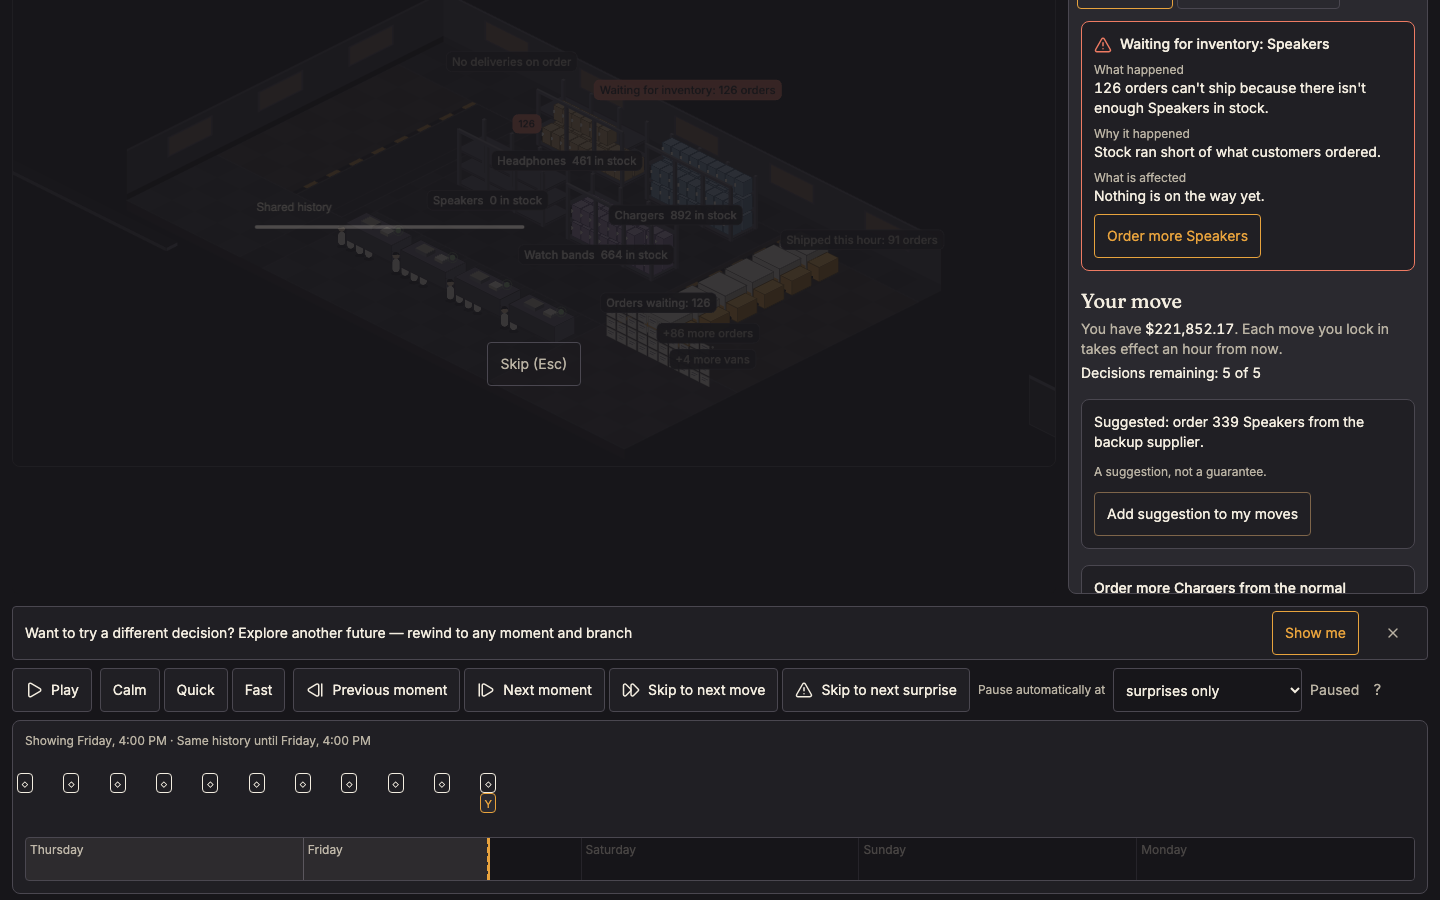 No deliveries on order
Waiting for inventory: 126 orders
126
Headphones 461 in stock
Speakers 0 in stock
Shared history
Chargers 892 in stock
Shipped this hour: 91 orders
Watch bands 664 in stock
Orders waiting: 126
+86 more orders
+4 more vans
Skip (Esc)
Waiting for inventory: Speakers
What happened
126 orders can't ship because there isn't
enough Speakers in stock.
Why it happened
Stock ran short of what customers ordered.
What is affected
Nothing is on the way yet.
Order more Speakers
Your move
You have $221,852.17. Each move you lock in
takes effect an hour from now.
Decisions remaining: 5 of 5
Suggested: order 339 Speakers from the
backup supplier.
A suggestion, not a guarantee.
Add suggestion to my moves
Order more Chargers from the normal
Want to try a different decision? Explore another future — rewind to any moment and branch
Show me
Play
Calm
Quick
Fast
Previous moment
Next moment
Skip to next move
Skip to next surprise
Pause automatically at
surprises only
Paused
?
Showing Friday, 4:00 PM · Same history until Friday, 4:00 PM
Y
Thursday
Friday
Saturday
Sunday
Monday